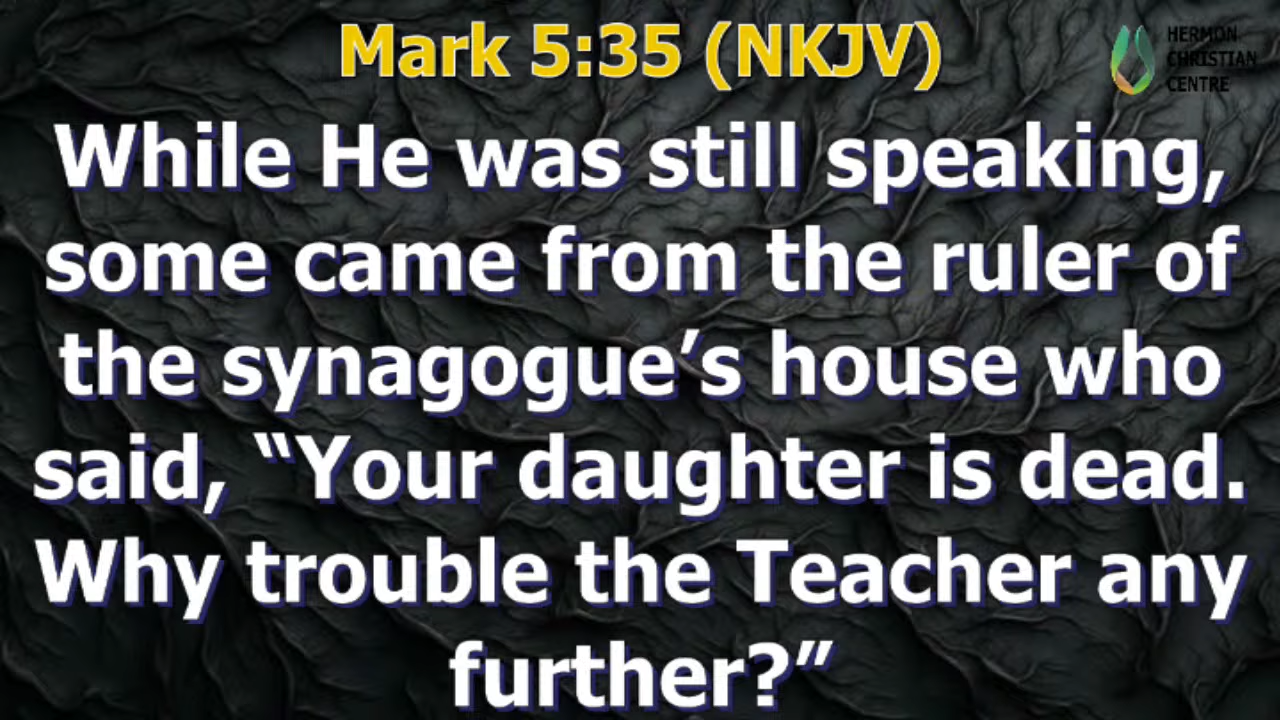 Mark 5:35 (NKJV)
HERMON
CHRISTIAN
CENTRE
While He was still speaking,
some came from the ruler of
the synagogue’s house who
said, “Your daughter is dead.
Why trouble the Teacher any
further?”